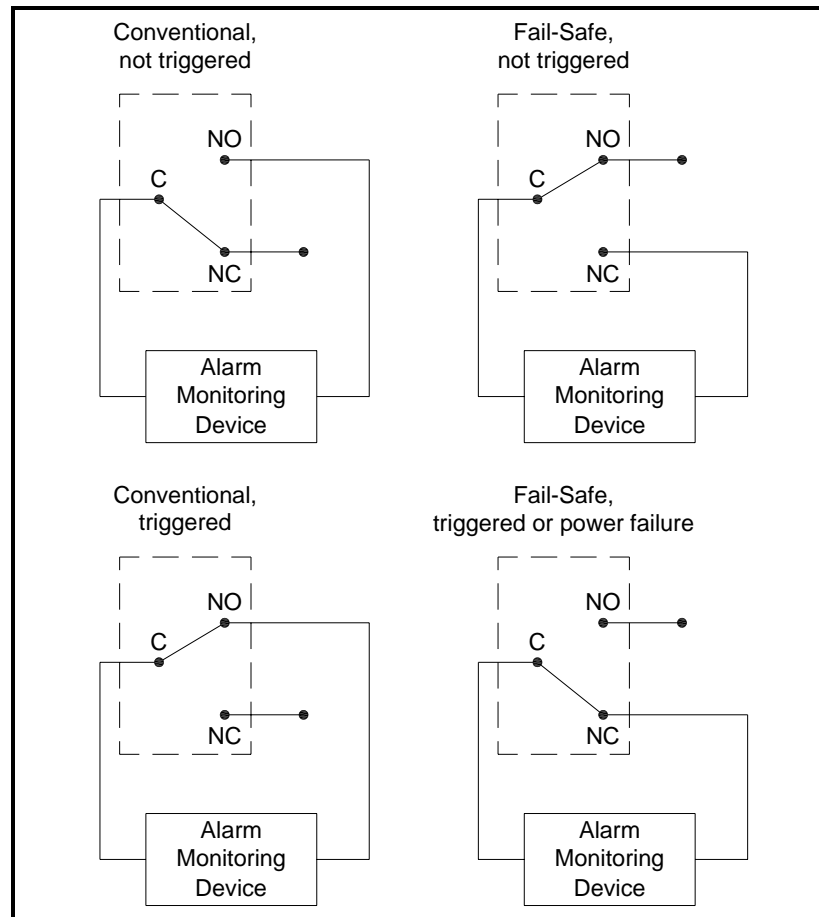 Conventional,
not triggered
NO
C
NC
Alarm
Monitoring
Device
Fail-Safe,
not triggered
NO
C
NC
Alarm
Monitoring
Device
Conventional,
triggered
NO
C
NC
Alarm
Monitoring
Device
Fail-Safe,
triggered or power failure
NO
C
NC
Alarm
Monitoring
Device